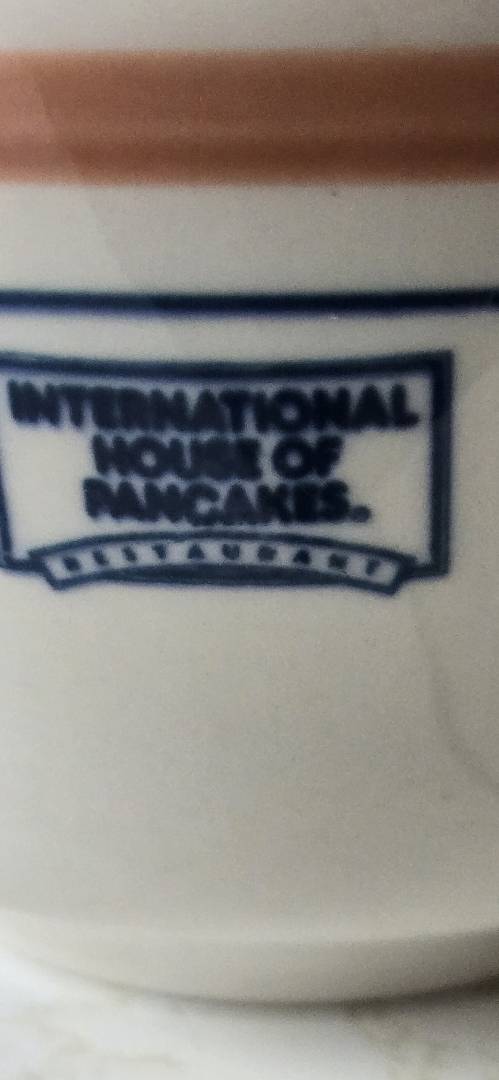 INTERNATIONAL
HOUSE OF
PANCAKES®
RESTAURANT